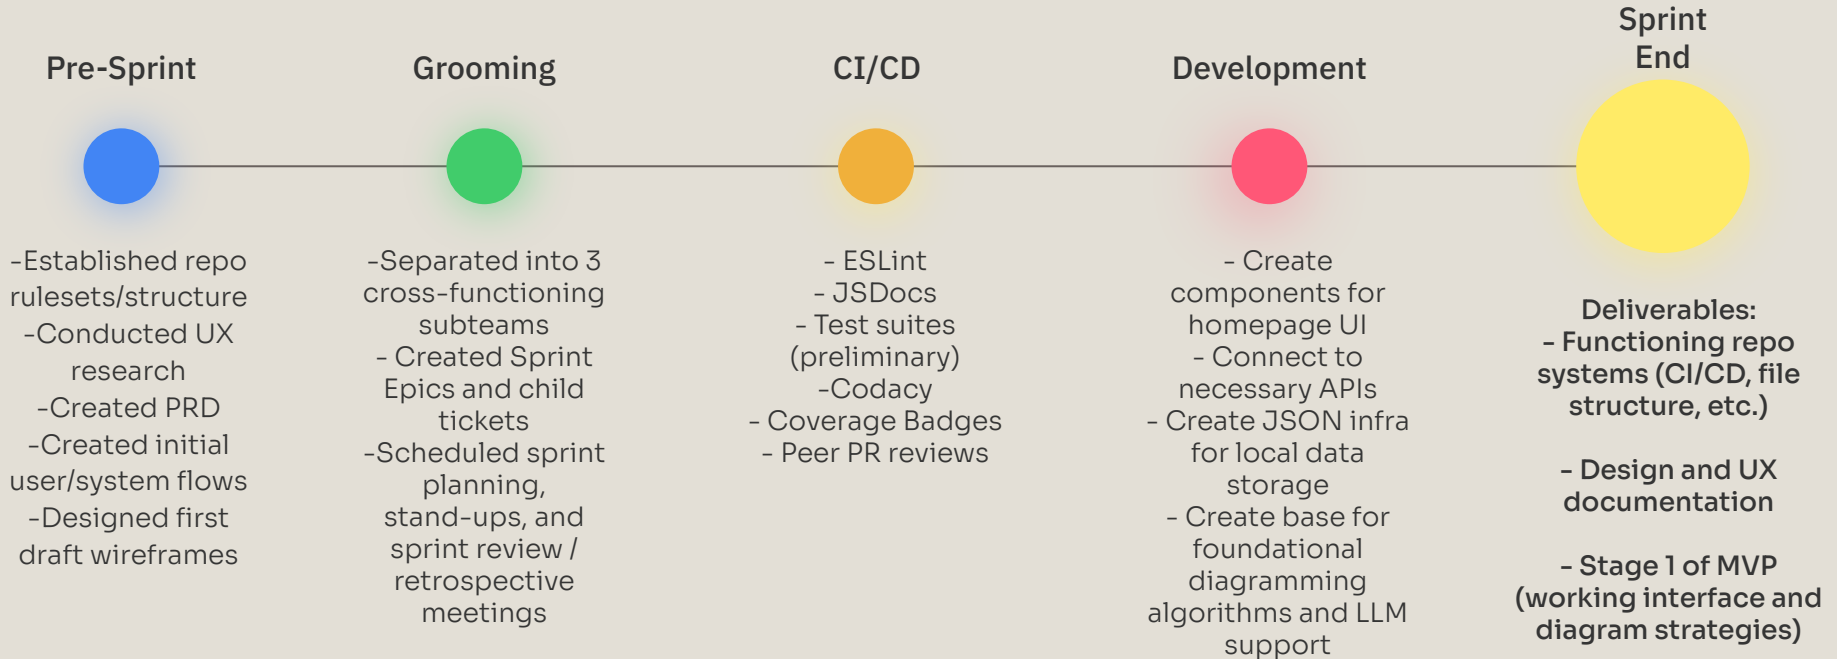 Pre-Sprint
-Established repo
rulesets/structure
-Conducted UX
research
-Created PRD
-Created initial
user/system flows
-Designed first
draft wireframes
Grooming
-Separated into 3
cross-functioning
subteams
- Created Sprint
Epics and child
tickets
-Scheduled sprint
planning,
stand-ups, and
sprint review /
retrospective
meetings
CI/CD
- ESLint
- JSDocs
- Test suites
(preliminary)
-Codacy
- Coverage Badges
- Peer PR reviews
Development
- Create
components for
homepage UI
- Connect to
necessary APIs
- Create JSON infra
for local data
storage
- Create base for
foundational
diagramming
algorithms and LLM
support
Sprint
End
Deliverables:
- Functioning repo
systems (CI/CD, file
structure, etc.)
- Design and UX
documentation
- Stage 1 of MVP
(working interface and
diagram strategies)